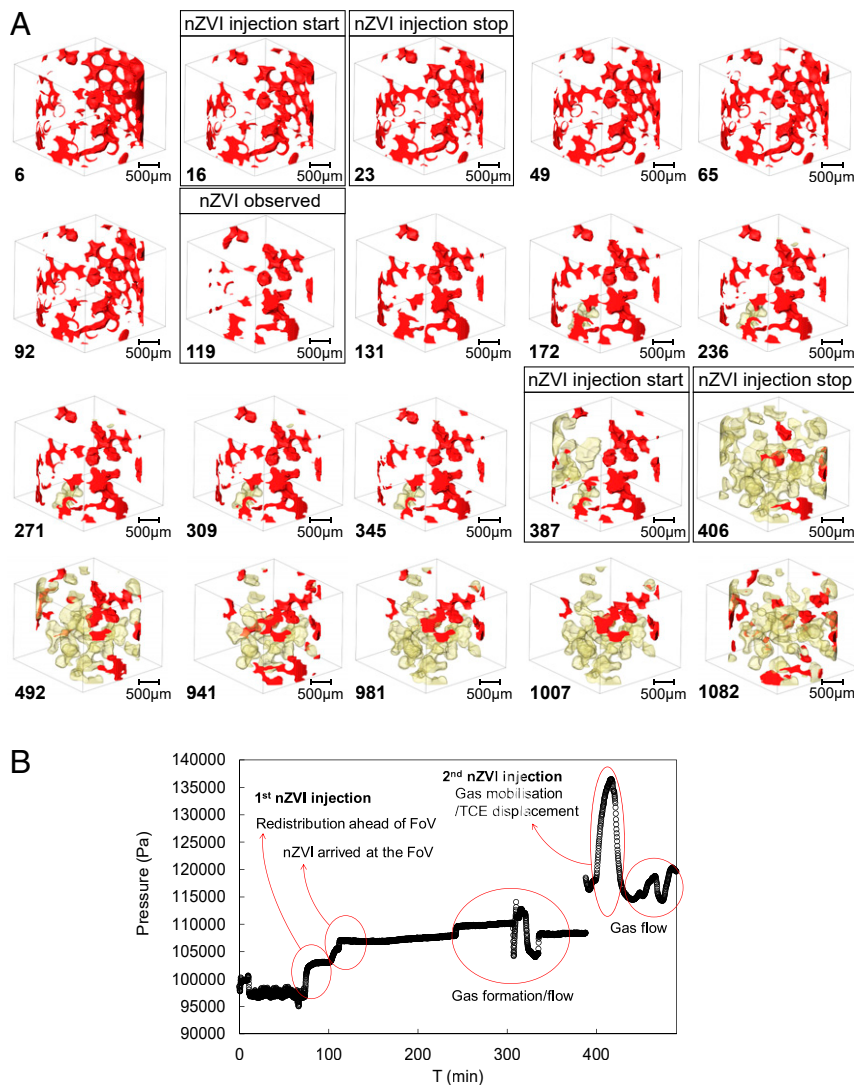 A
nZVI injection start
nZVI injection stop
6 500μm
16 500μm
23 500μm
49 500μm
65 500μm
nZVI observed
92 500μm
119 500μm
131 500μm
172 500μm
236 500μm
nZVI injection start
nZVI injection stop
271 500μm
309 500μm
345 500μm
387 500μm
406 500μm
492 500μm
941 500μm
981 500μm
1007 500μm
1082 500μm
B
140000
135000
130000
125000
120000
115000
110000
105000
100000
95000
90000
Pressure (Pa)
1st nZVI injection
Redistribution ahead of FoV
nZVI arrived at the FoV
2nd nZVI injection
Gas mobilisation
/TCE displacement
Gas formation/flow
Gas flow
0 100 200 300 400
T (min)